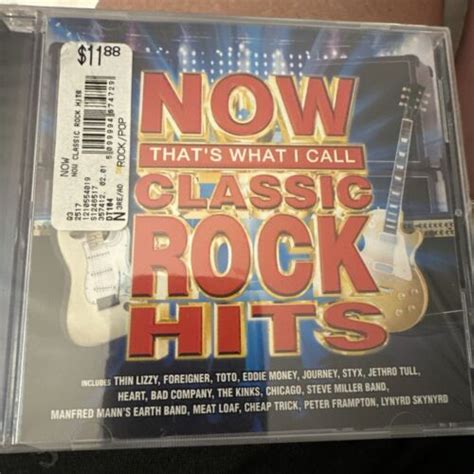 $11.88
NOW
NOW CLASSIC ROCK HITS
ROCK/POP
NOW
THAT'S WHAT I CALL
CLASSIC
ROCK
HITS
INCLUDES THIN LIZZY, FOREIGNER, TOTO, EDDIE MONEY, JOURNEY, STYX, JETHRO TULL,
HEART, BAD COMPANY, THE KINKS, CHICAGO, STEVE MILLER BAND,
MANFRED MANN'S EARTH BAND, MEAT LOAF, CHEAP TRICK, PETER FRAMPTON, LYNYRD SKYNYRD